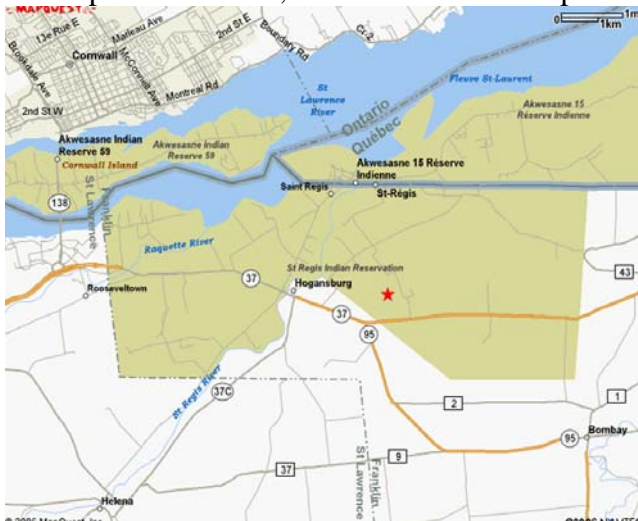 MAPQUEST
13e Rue E
Marleau Ave
2nd St E
Brookdale Ave
McConnell Ave
Cornwall
Montreal Rd
Boundary Rd
Cr 2
1m
0 1km
2nd St W
St
Lawrence
River
Fleuve St-Laurent
Ontario
Québec
Akwesasne 15
Réserve Indienne
Akwesasne Indian
Reserve 59
Cornwall Island
Akwesasne Indian
Reserve 59
Akwesasne 15 Réserve
Indienne
Saint Regis
St-Régis
138
St Lawrence
Franklin
Raquette River
37
St Regis Indian Reservation
43
Rooseveltown
Hogansburg
37
95
St Regis River
37C
2
1
95
Bombay
9
37
St Lawrence
Franklin
Helena